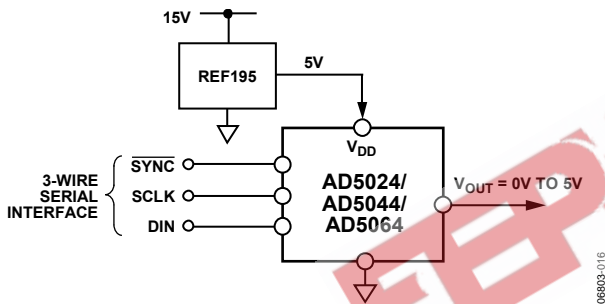 15V
REF195
5V
VDD
3-WIRE
SERIAL
INTERFACE
SYNC
SCLK
DIN
AD5024/
AD5044/
AD5064
VOUT = 0V TO 5V
06803-016